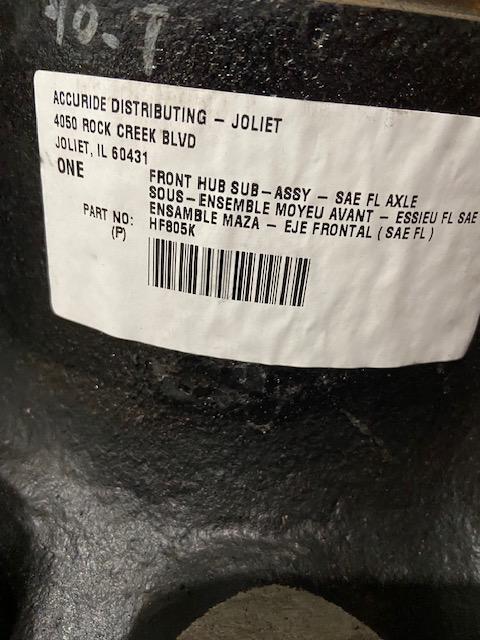 40-T
ACCURIDE DISTRIBUTING – JOLIET
4050 ROCK CREEK BLVD
JOLIET, IL 60431
ONE
FRONT HUB SUB–ASSY – SAE FL AXLE
SOUS–ENSEMBLE MOYEU AVANT – ESSIEU FL SAE
ENSAMBLE MAZA – EJE FRONTAL (SAE FL)
PART NO: HF805K
(P)